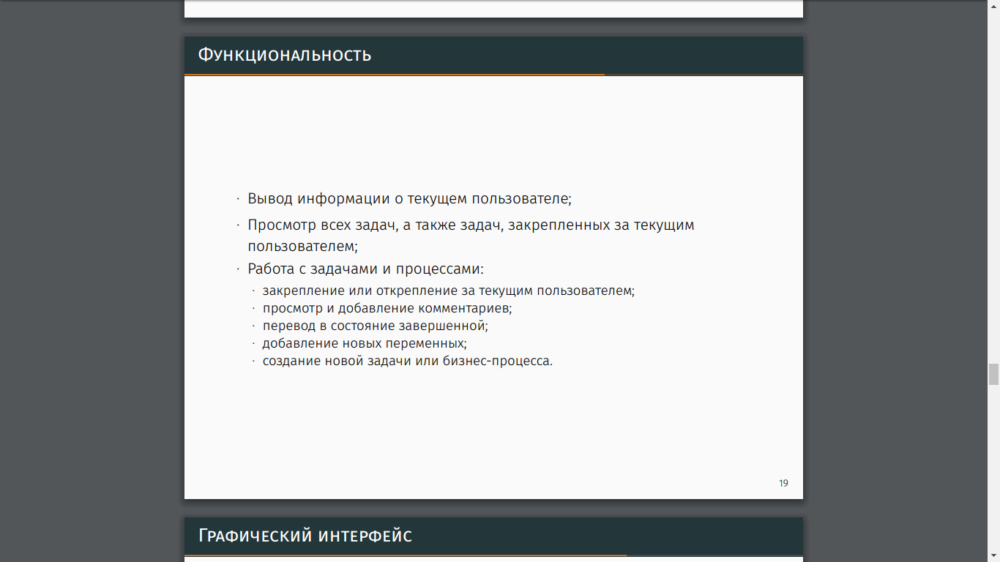 Функциональность
· Вывод информации о текущем пользователе;
· Просмотр всех задач, а также задач, закрепленных за текущим
пользователем;
· Работа с задачами и процессами:
· закрепление или открепление за текущим пользователем;
· просмотр и добавление комментариев;
· перевод в состояние завершенной;
· добавление новых переменных;
· создание новой задачи или бизнес-процесса.
19
Графический интерфейс